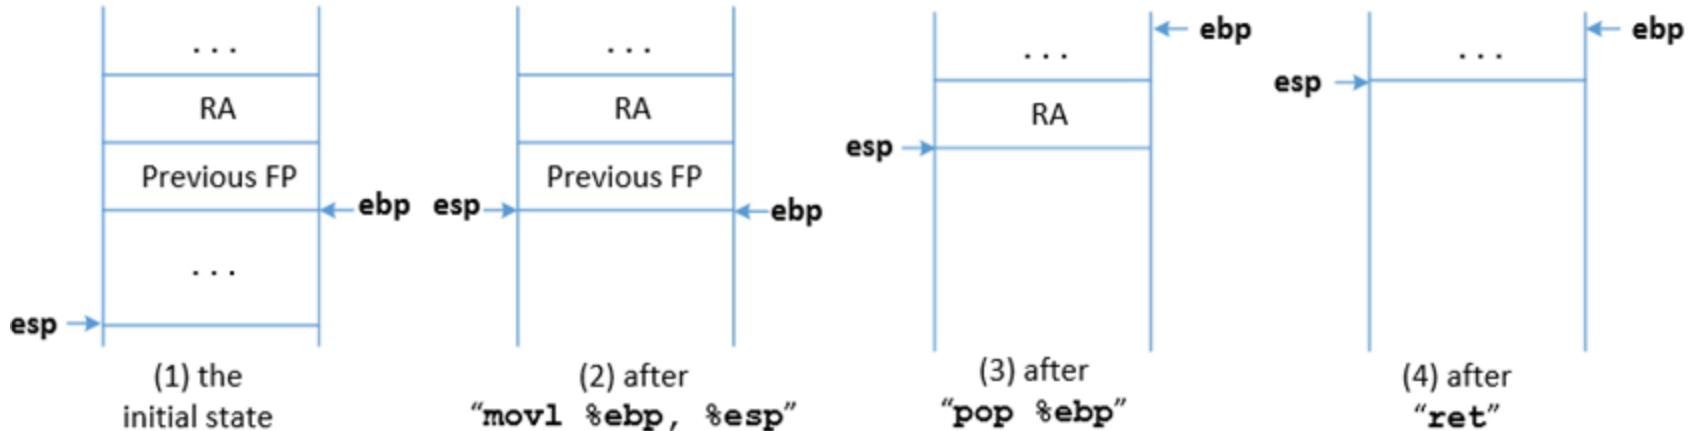 . . .
RA
Previous FP
ebp
. . .
esp
(1) the
initial state
. . .
RA
Previous FP
esp
ebp
(2) after
“movl %ebp, %esp”
ebp
. . .
RA
esp
(3) after
“pop %ebp”
ebp
. . .
esp
(4) after
“ret”